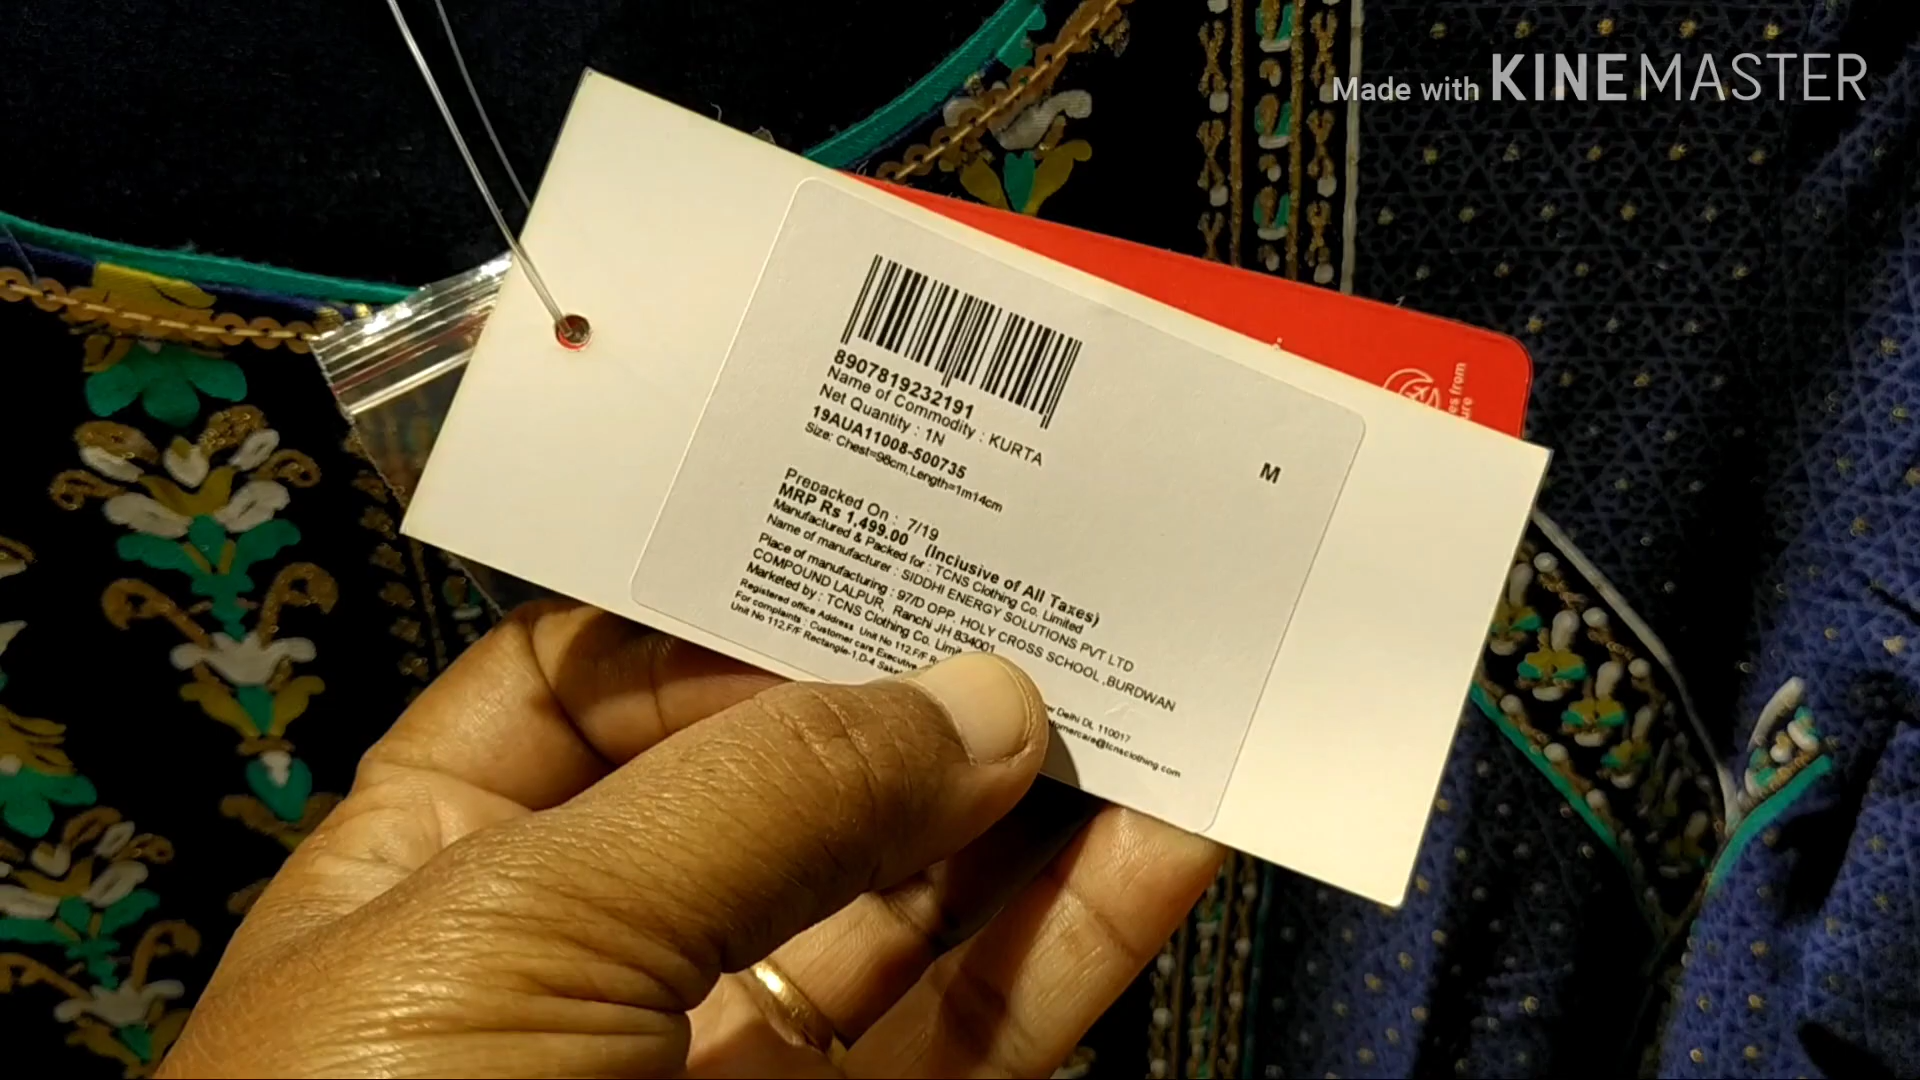 Made with KINEMASTER
8907819232191
Name of Commodity : KURTA
Net Quantity : 1N
19AUA11008-500735
Size: Chest=98cm,Length=1m14cm
M
Prepacked On : 7/19
MRP Rs 1,499.00 (Inclusive of All Taxes)
Manufactured & Packed for : TCNS Clothing Co. Limited
Name of manufacturer : SIDDHI ENERGY SOLUTIONS PVT LTD
Place of manufacturing : 97/D OPP. HOLY CROSS SCHOOL ,BURDWAN
COMPOUND LALPUR, Ranchi JH 834001
Marketed by : TCNS Clothing Co. Limi
Registered office Address Unit No 112,F/F R w Delhi DL 110017
For complaints : Customer care Executive tomercare@tcnsclothing.com
Unit No 112,F/F Rectangle-1,D-4 Sake
es from
ure